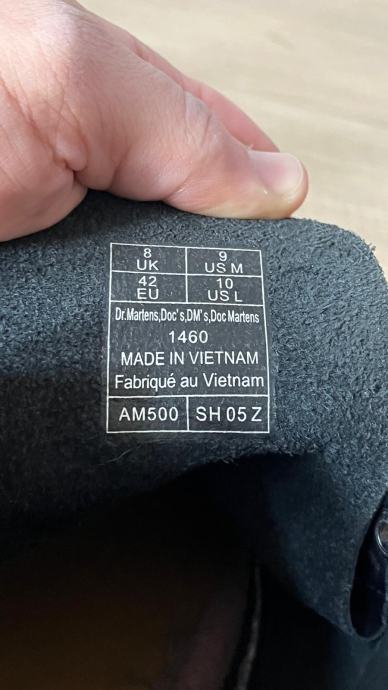 8 9
UK US M
42 10
EU US L
Dr.Martens,Doc's,DM's,Doc Martens
1460
MADE IN VIETNAM
Fabriqué au Vietnam
AM500 SH 05 Z